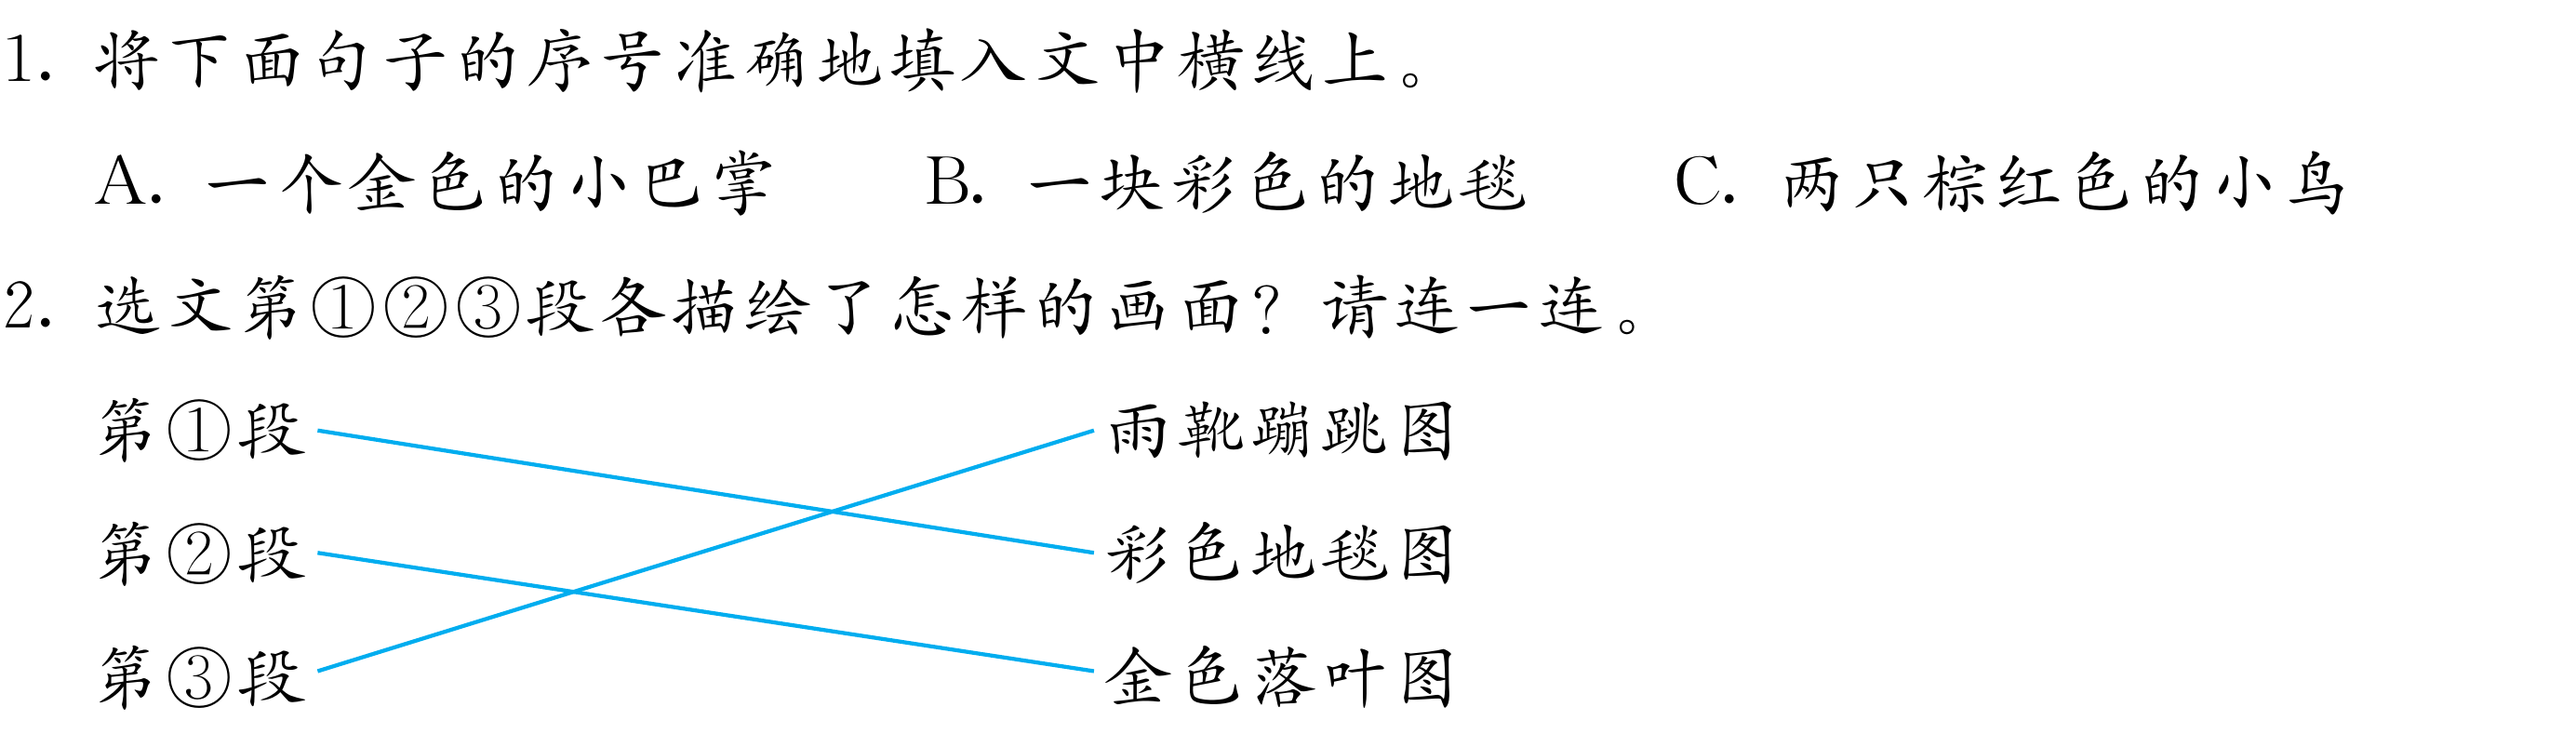 1. 将下面句子的序号准确地填入文中横线上。
A. 一个金色的小巴掌 B. 一块彩色的地毯 C. 两只棕红色的小鸟
2. 选文第①②③段各描绘了怎样的画面？请连一连。
第①段 雨靴蹦跳图
第②段 彩色地毯图
第③段 金色落叶图